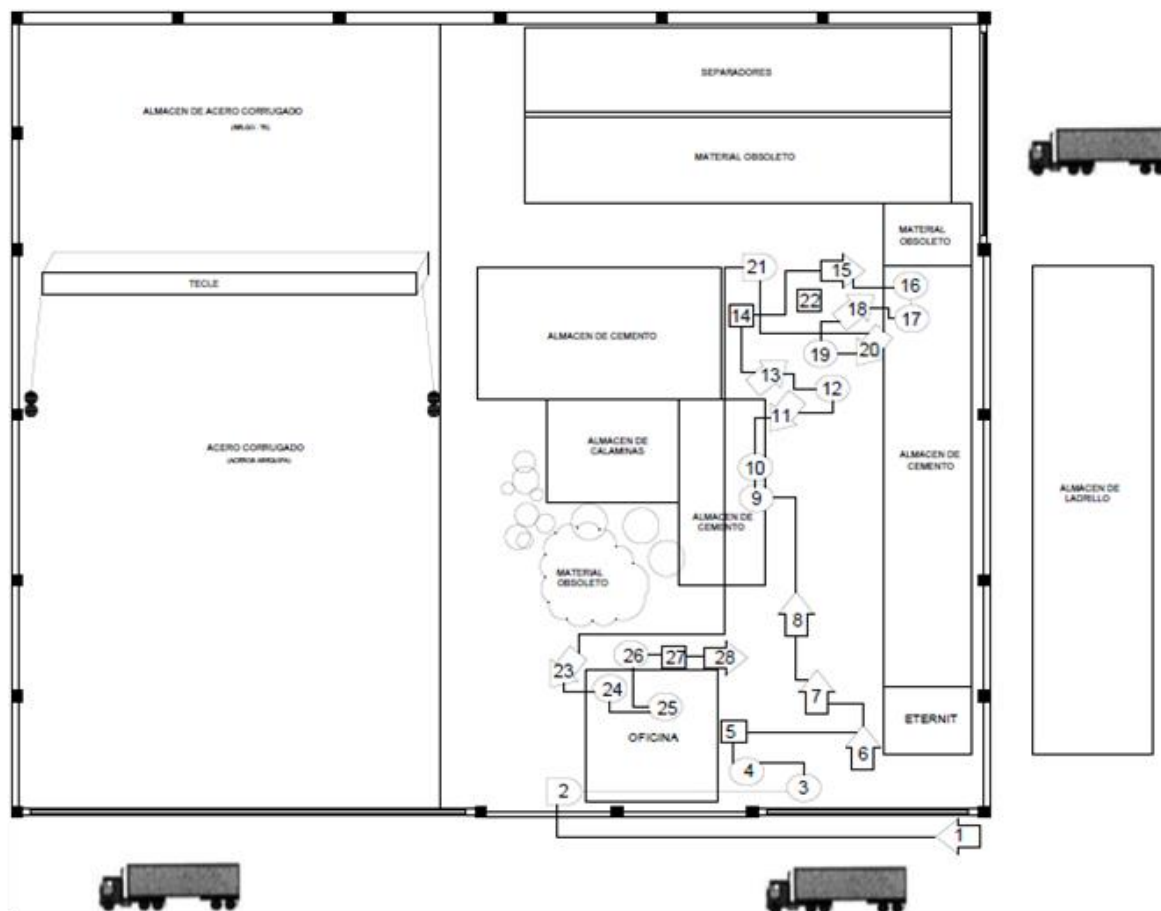 SEPARADORES
ALMACEN DE ACERO CORRUGADO
MATERIAL OBSOLETO
MATERIAL
OBSOLETO
TECLE
21
15
16
22
14
18
17
ALMACEN DE CEMENTO
19
20
13
12
11
ACERO CORRUGADO
ALMACEN DE
CALAMINAS
ALMACEN DE
CEMENTO
10
9
ALMACEN DE
LADRILLO
ALMACEN DE
CEMENTO
MATERIAL
OBSOLETO
8
26
27
28
23
24
25
7
ETERNIT
OFICINA
5
6
4
3
2
1